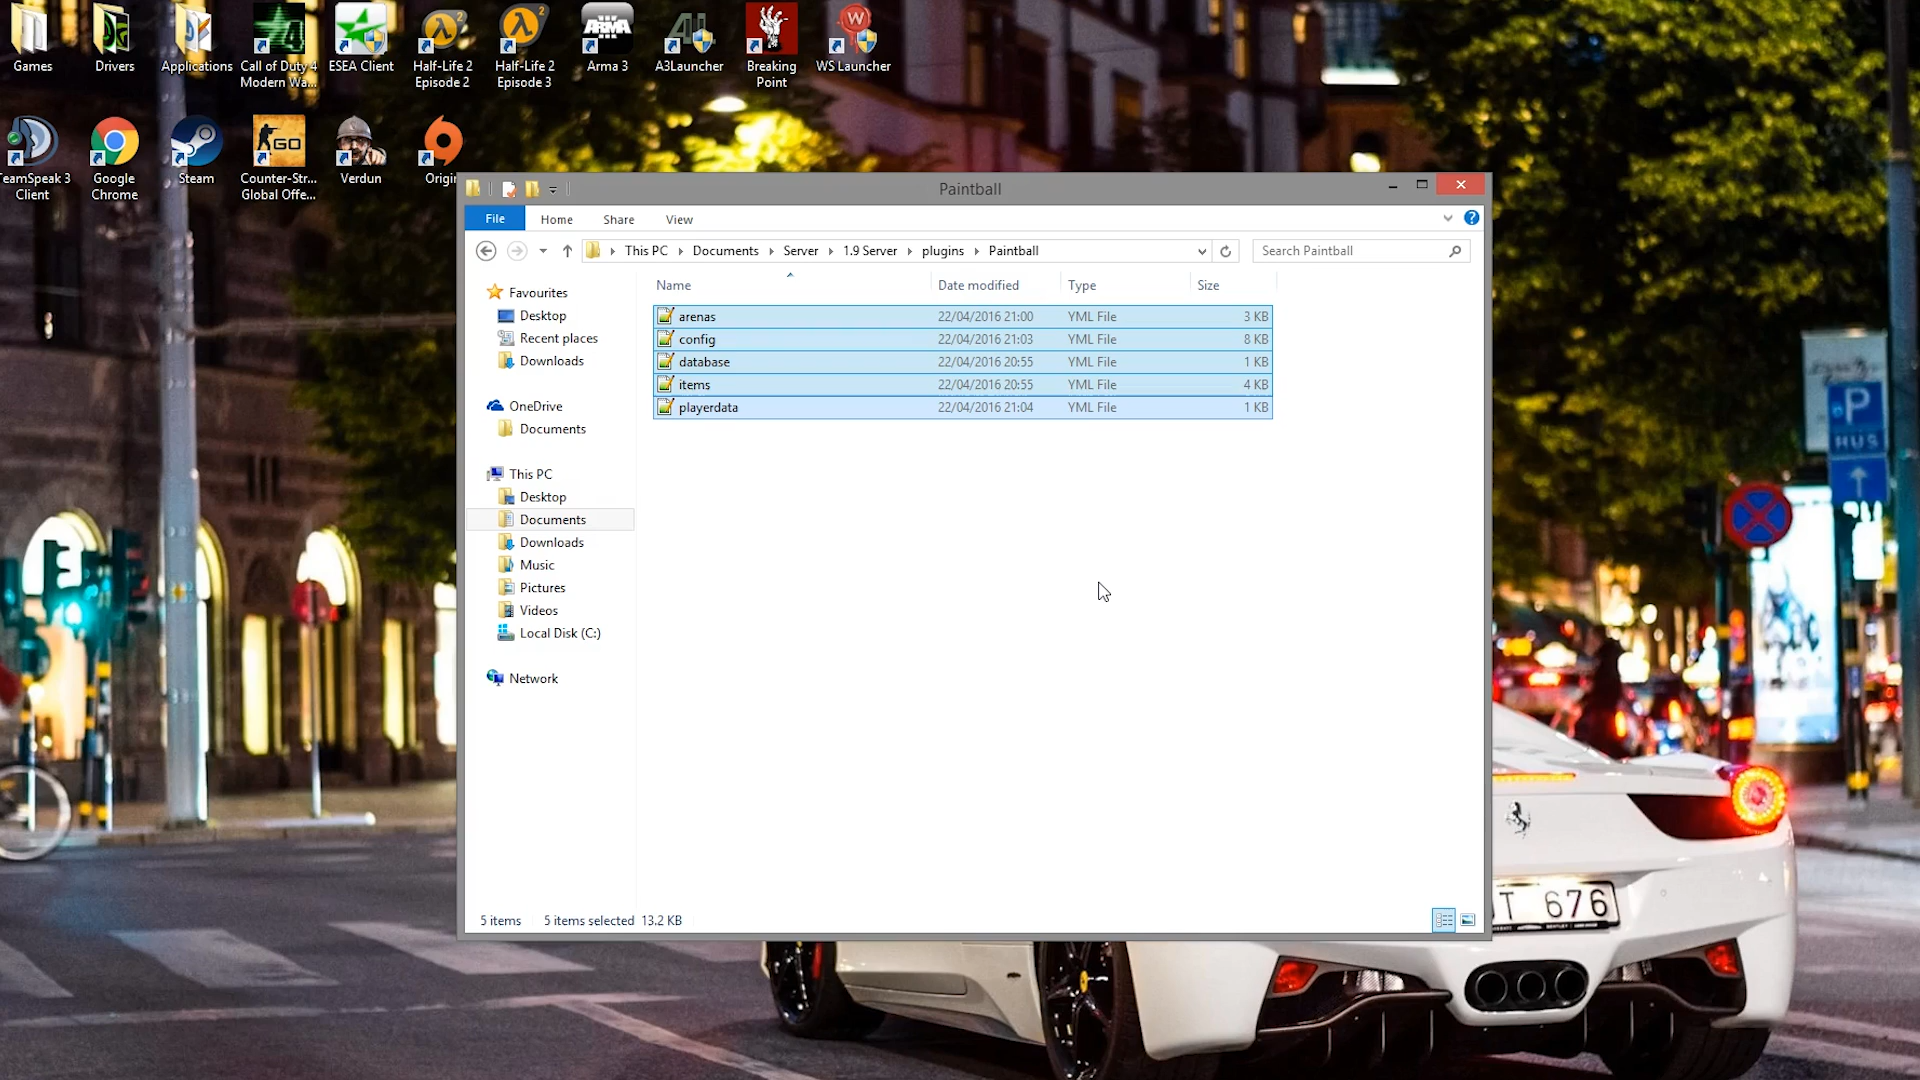 Games
Drivers
Applications
Call of Duty 4
Modern Wa...
ESEA Client
Half-Life 2
Episode 2
Half-Life 2
Episode 3
Arma 3
A3Launcher
Breaking
Point
WS Launcher
TeamSpeak 3
Client
Google
Chrome
Steam
Counter-Str...
Global Offe...
Verdun
Origin
Paintball
File
Home
Share
View
This PC
Documents
Server
1.9 Server
plugins
Paintball
Search Paintball
Name
Date modified
Type
Size
arenas 22/04/2016 21:00 YML File 3 KB
config 22/04/2016 21:03 YML File 8 KB
database 22/04/2016 20:55 YML File 1 KB
items 22/04/2016 20:55 YML File 4 KB
playerdata 22/04/2016 21:04 YML File 1 KB
Favourites
Desktop
Recent places
Downloads
OneDrive
Documents
This PC
Desktop
Documents
Downloads
Music
Pictures
Videos
Local Disk (C:)
Network
5 items 5 items selected 13.2 KB
P
HUS
T 676